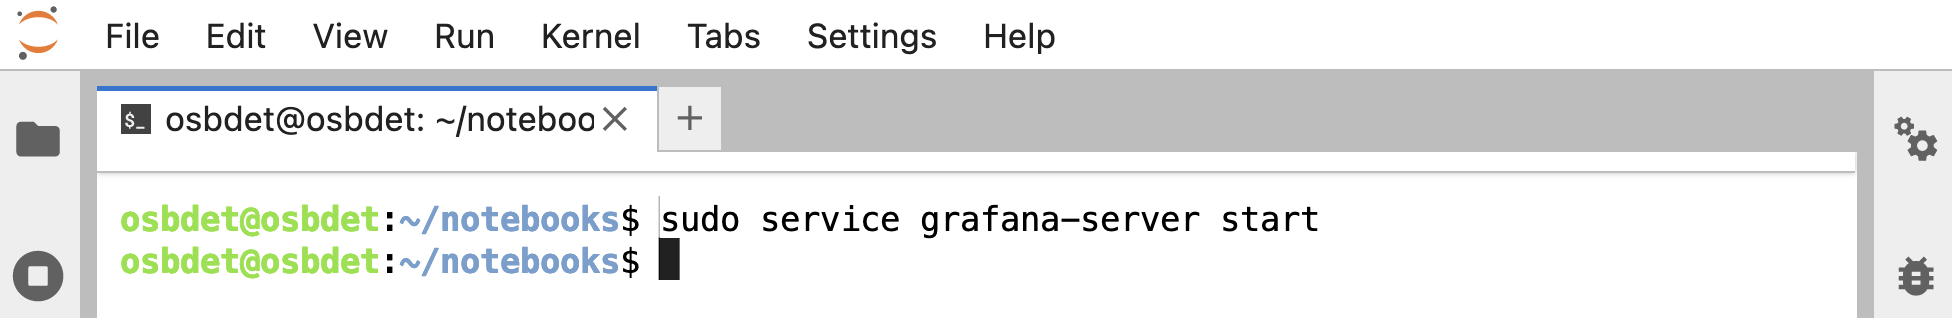 File Edit View Run Kernel Tabs Settings Help
$_ osbdet@osbdet: ~/noteboo
osbdet@osbdet:~/notebooks$ sudo service grafana-server start
osbdet@osbdet:~/notebooks$